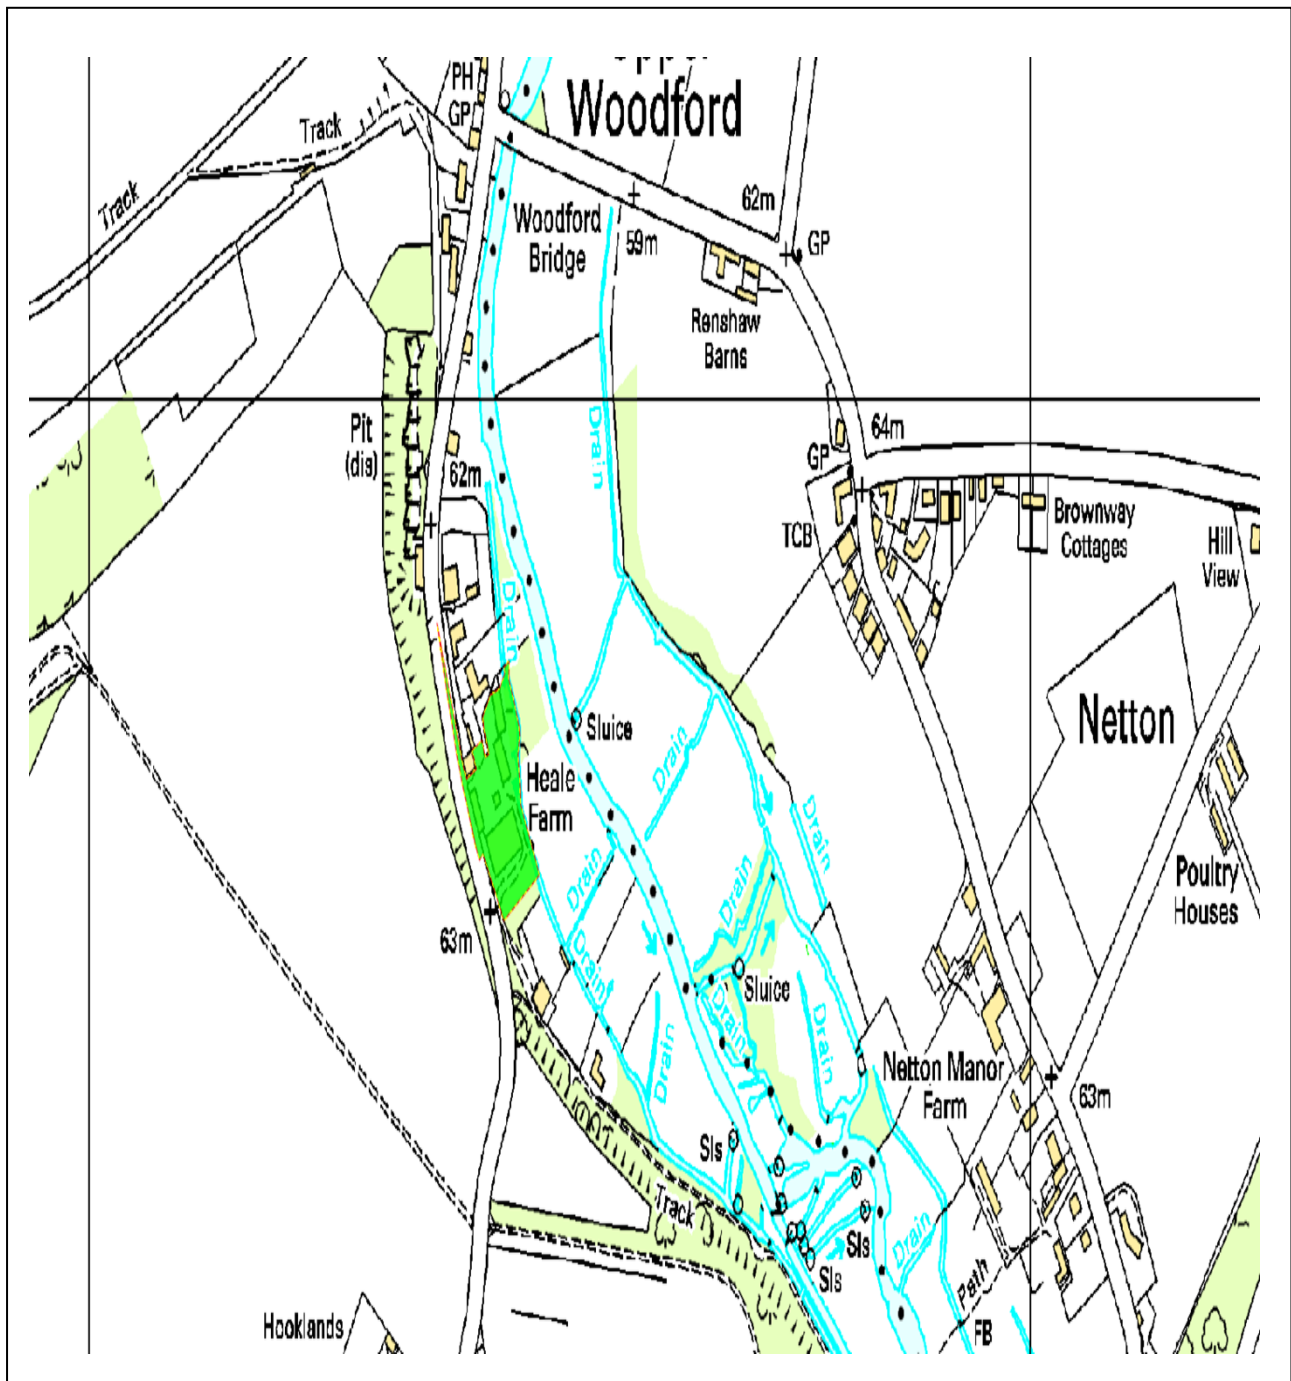 Upper
Woodford
PH
GP
Track
Track
62m
Woodford
Bridge
59m
GP
Renshaw
Barns
Pit
(dis)
62m
Drain
64m
GP
TCB
Brownway
Cottages
Hill
View
Drain
Netton
Sluice
Drain
Heale
Farm
Drain
Drain
Drain
Poultry
Houses
63m
Drain
Sluice
Drain
Drain
Drain
Netton Manor
Farm
63m
Sls
Track
Sls
Sls
Drain
Path
FB
Hooklands